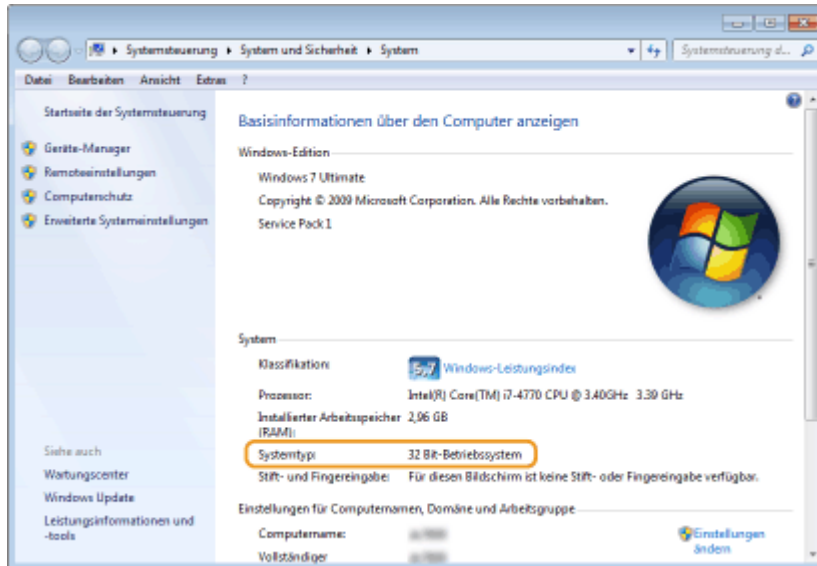 Systemsteuerung ▸ System und Sicherheit ▸ System
Systemsteuerung d...
Datei Bearbeiten Ansicht Extras ?
Startseite der Systemsteuerung
Geräte-Manager
Remoteeinstellungen
Computerschutz
Erweiterte Systemeinstellungen
Basisinformationen über den Computer anzeigen
Windows-Edition
Windows 7 Ultimate
Copyright © 2009 Microsoft Corporation. Alle Rechte vorbehalten.
Service Pack 1
System
Klassifikation: 5,7 Windows-Leistungsindex
Prozessor: Intel(R) Core(TM) i7-4770 CPU @ 3.40GHz 3.39 GHz
Installierter Arbeitsspeicher 2,96 GB
(RAM):
Systemtyp: 32 Bit-Betriebssystem
Stift- und Fingereingabe: Für diesen Bildschirm ist keine Stift- oder Fingereingabe verfügbar.
Einstellungen für Computernamen, Domäne und Arbeitsgruppe
Computername:
Einstellungen
ändern
Vollständiger
Siehe auch
Wartungscenter
Windows Update
Leistungsinformationen und
-tools